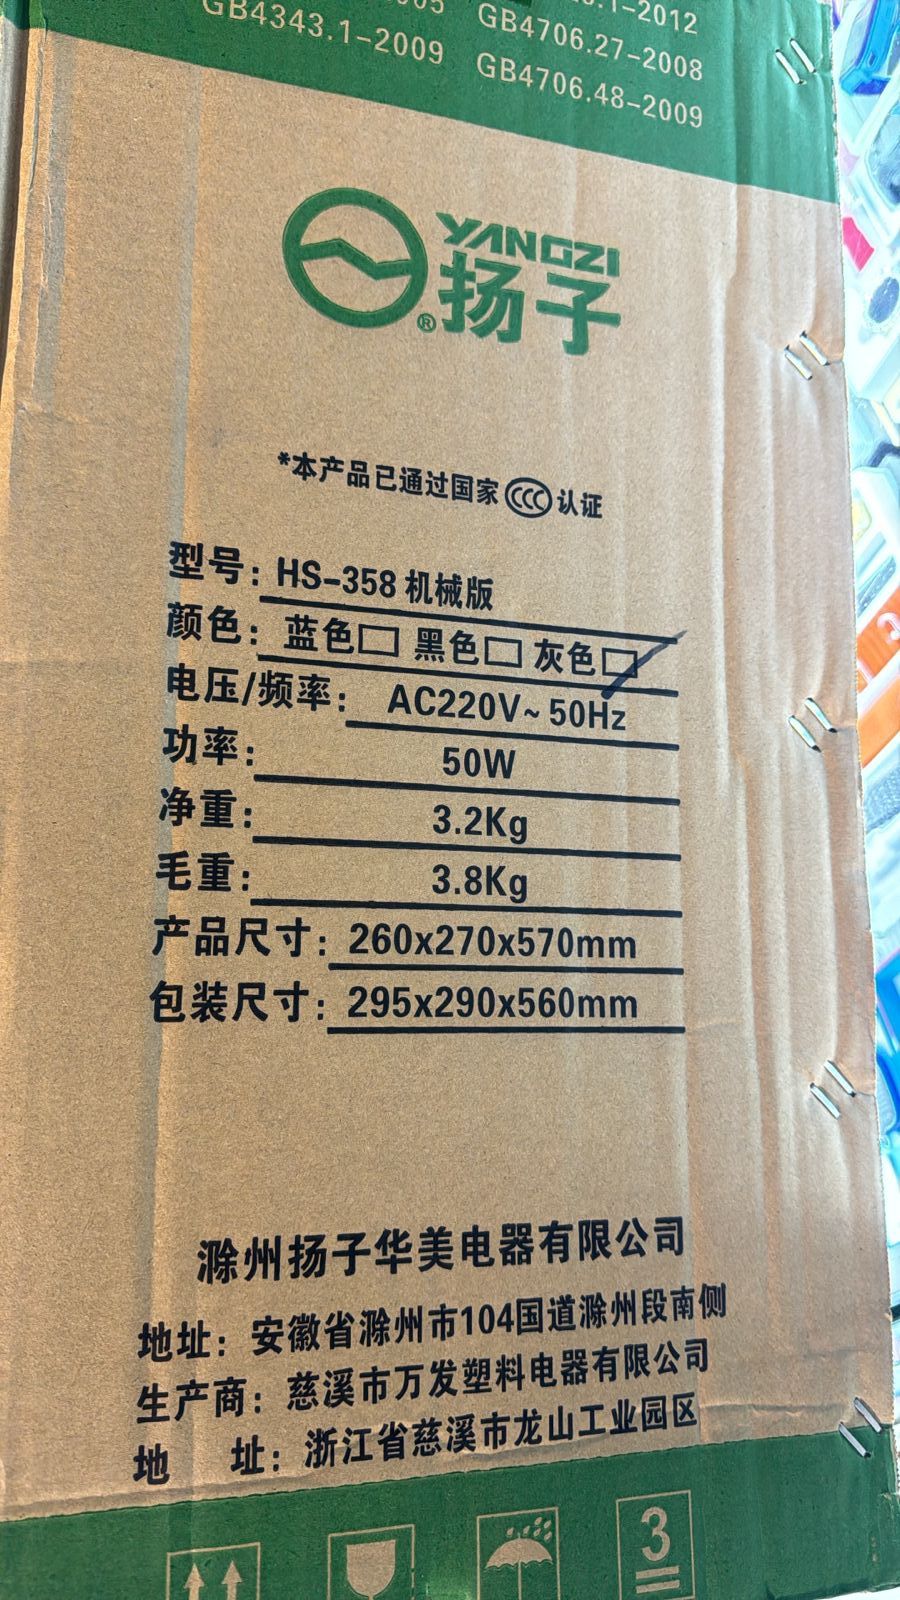 GB4706.27-2008
GB4343.1-2009
GB4706.48-2009
YANGZI
扬子®
*本产品已通过国家CCC认证
型号: HS-358 机械版
颜色: 蓝色□ 黑色□ 灰色□
电压/频率: AC220V~50Hz
功率: 50W
净重: 3.2Kg
毛重: 3.8Kg
产品尺寸: 260x270x570mm
包装尺寸: 295x290x560mm
滁州扬子华美电器有限公司
地址: 安徽省滁州市104国道滁州段南侧
生产商: 慈溪市万发塑料电器有限公司
地 址: 浙江省慈溪市龙山工业园区
3